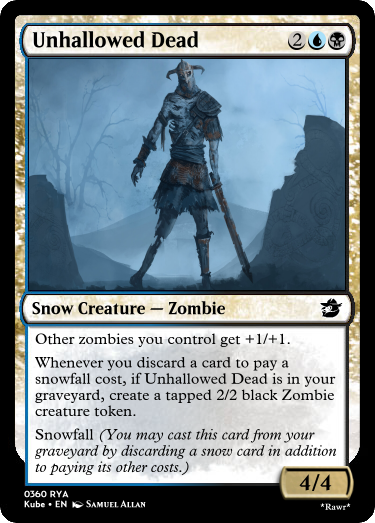 Unhallowed Dead 2
Snow Creature — Zombie
Other zombies you control get +1/+1.
Whenever you discard a card to pay a
snowfall cost, if Unhallowed Dead is in your
graveyard, create a tapped 2/2 black Zombie
creature token.
Snowfall (You may cast this card from your
graveyard by discarding a snow card in addition
to paying its other costs.)
4/4
0360 RYA
Kube • EN Samuel Allan
*Rawr*